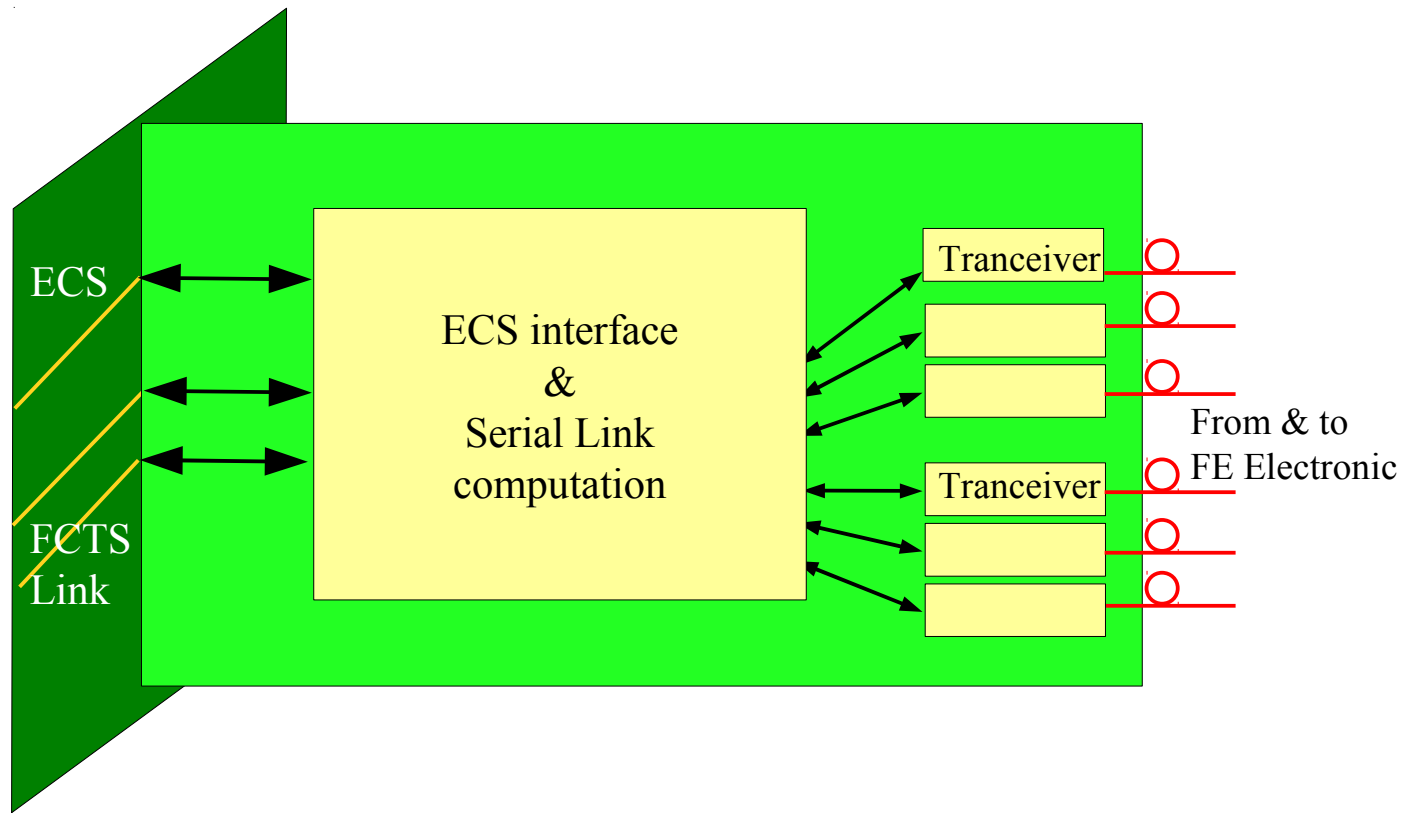 ECS
FCTS
Link
ECS interface
&
Serial Link
computation
Tranceiver
Tranceiver
From & to
FE Electronic